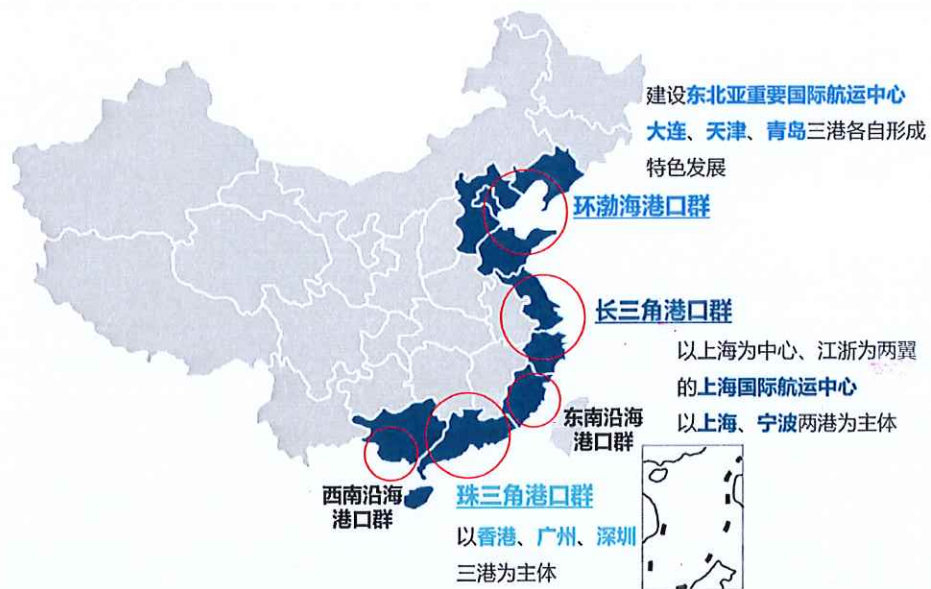 建设东北亚重要国际航运中心
大连、天津、青岛三港各自形成
特色发展
环渤海港口群
长三角港口群
以上海为中心、江浙为两翼
的上海国际航运中心
以上海、宁波两港为主体
东南沿海
港口群
西南沿海
港口群
珠三角港口群
以香港、广州、深圳
三港为主体